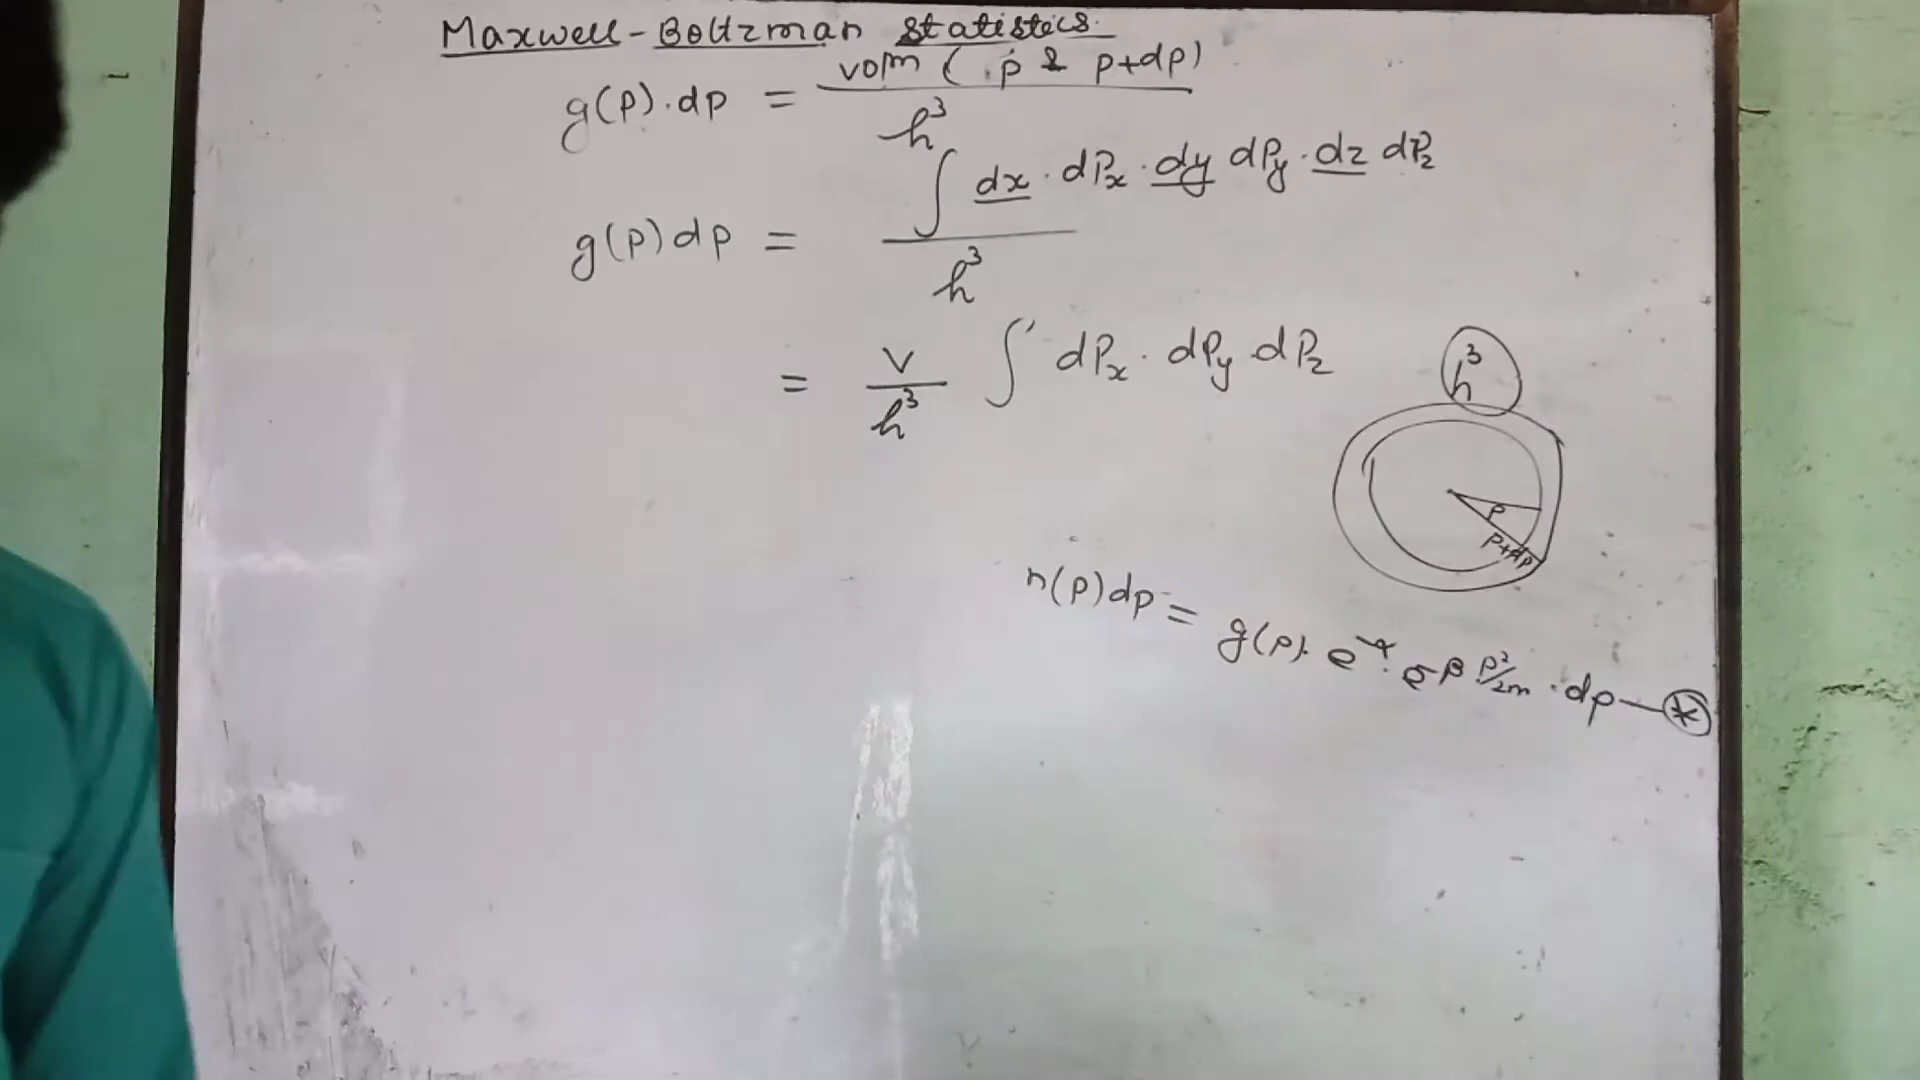 Maxwell-Boltzman Statistics.
g(p).dp = volm ( p & p+dp) / h³
g(p)dp = ∫ dx . dPx . dy dPy . dz dPz / h³
= V / h³ ∫ dPx . dPy dPz
h³
p
p+dp
n(p)dp = g(p). e^-α . e^-β p²/2m . dp — *